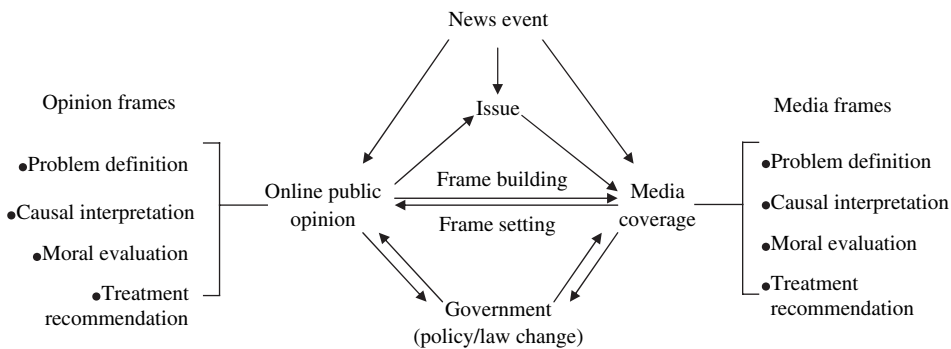 News event
Opinion frames
Media frames
Issue
●Problem definition
●Causal interpretation
●Moral evaluation
●Treatment
recommendation
Online public
opinion
Frame building
Frame setting
Media
coverage
●Problem definition
●Causal interpretation
●Moral evaluation
●Treatment
recommendation
Government
(policy/law change)